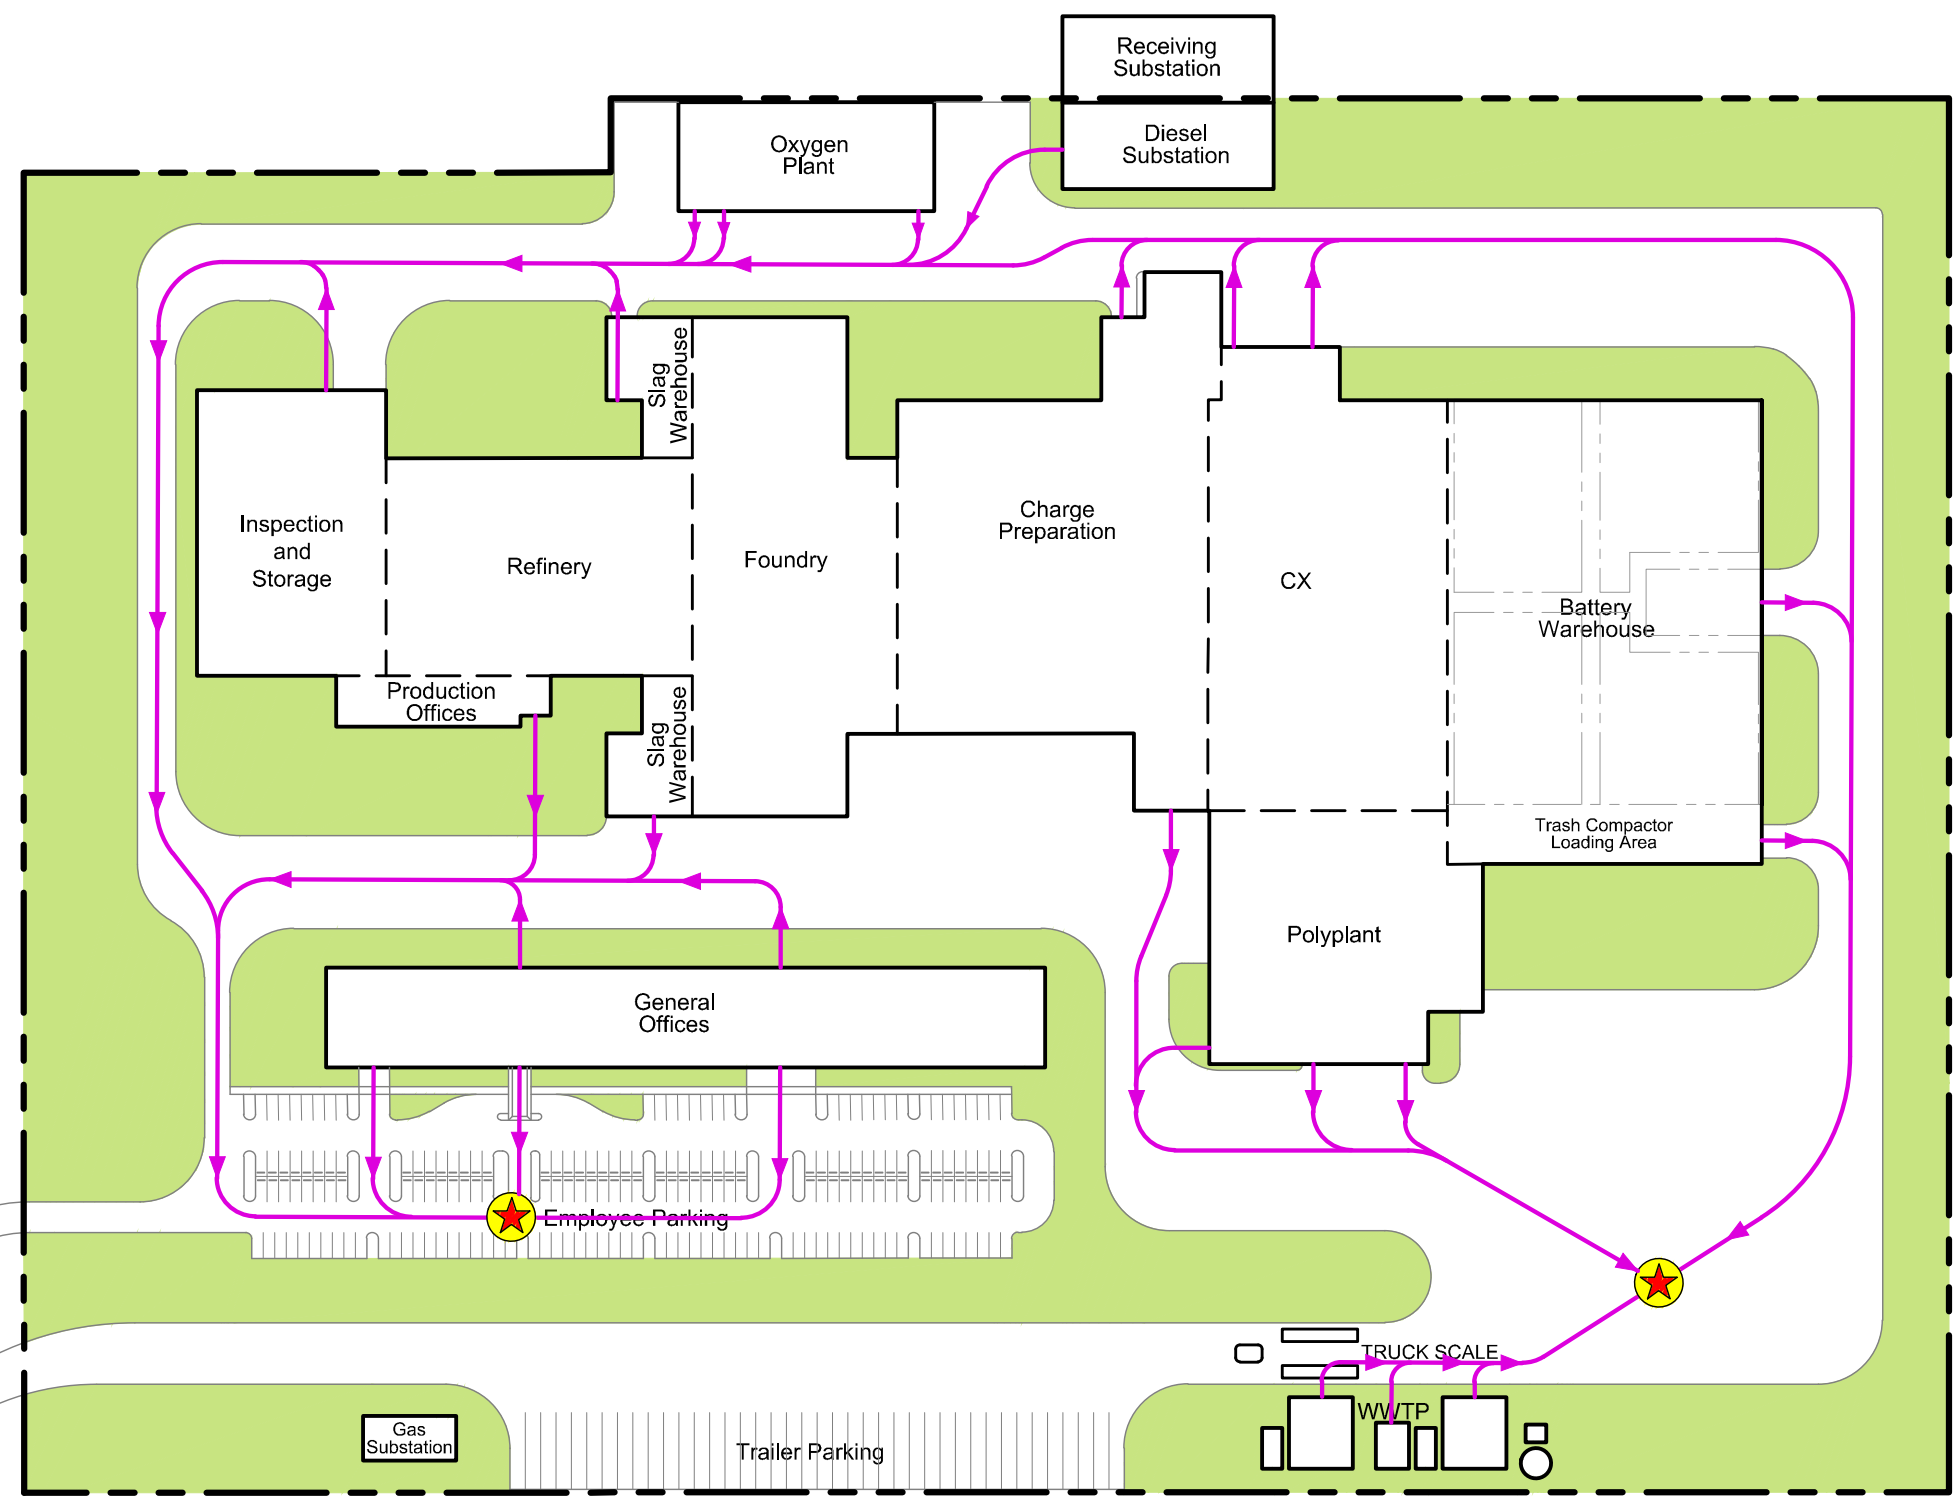 Receiving
Substation
Diesel
Substation
Oxygen
Plant
Slag
Warehouse
Inspection
and
Storage
Refinery
Foundry
Charge
Preparation
CX
Battery
Warehouse
Production
Offices
Slag
Warehouse
Trash Compactor
Loading Area
Polyplant
General
Offices
Employee Parking
TRUCK SCALE
WWTP
Gas
Substation
Trailer Parking